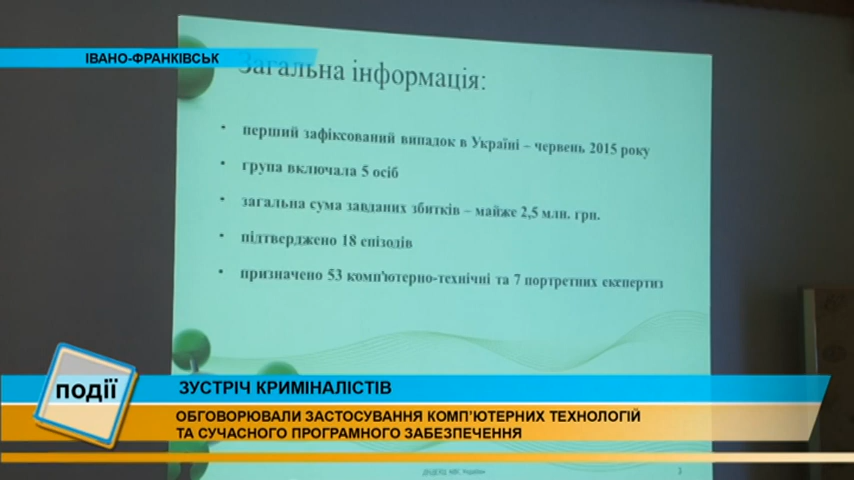 ІВАНО-ФРАНКІВСЬК
Загальна інформація:
• перший зафіксований випадок в Україні – червень 2015 року
• група включала 5 осіб
• загальна сума завданих збитків – майже 2,5 млн. грн.
• підтверджено 18 епізодів
• призначено 53 комп'ютерно-технічні та 7 портретних експертиз
події
ЗУСТРІЧ КРИМІНАЛІСТІВ
ОБГОВОРЮВАЛИ ЗАСТОСУВАННЯ КОМП’ЮТЕРНИХ ТЕХНОЛОГІЙ
ТА СУЧАСНОГО ПРОГРАМНОГО ЗАБЕЗПЕЧЕННЯ
України 3